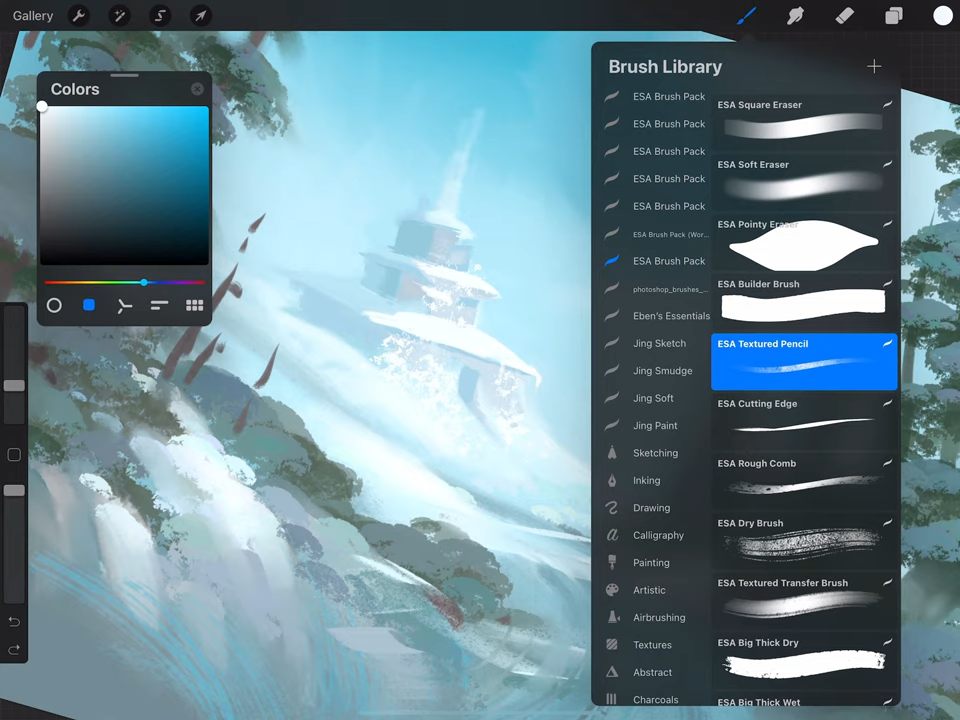 Gallery
Colors
Brush Library
ESA Brush Pack
ESA Brush Pack
ESA Brush Pack
ESA Brush Pack
ESA Brush Pack
ESA Brush Pack (Wor...
ESA Brush Pack
photoshop_brushes_...
Eben's Essentials
Jing Sketch
Jing Smudge
Jing Soft
Jing Paint
Sketching
Inking
Drawing
Calligraphy
Painting
Artistic
Airbrushing
Textures
Abstract
Charcoals
ESA Square Eraser
ESA Soft Eraser
ESA Pointy Eraser
ESA Builder Brush
ESA Textured Pencil
ESA Cutting Edge
ESA Rough Comb
ESA Dry Brush
ESA Textured Transfer Brush
ESA Big Thick Dry
ESA Big Thick Wet